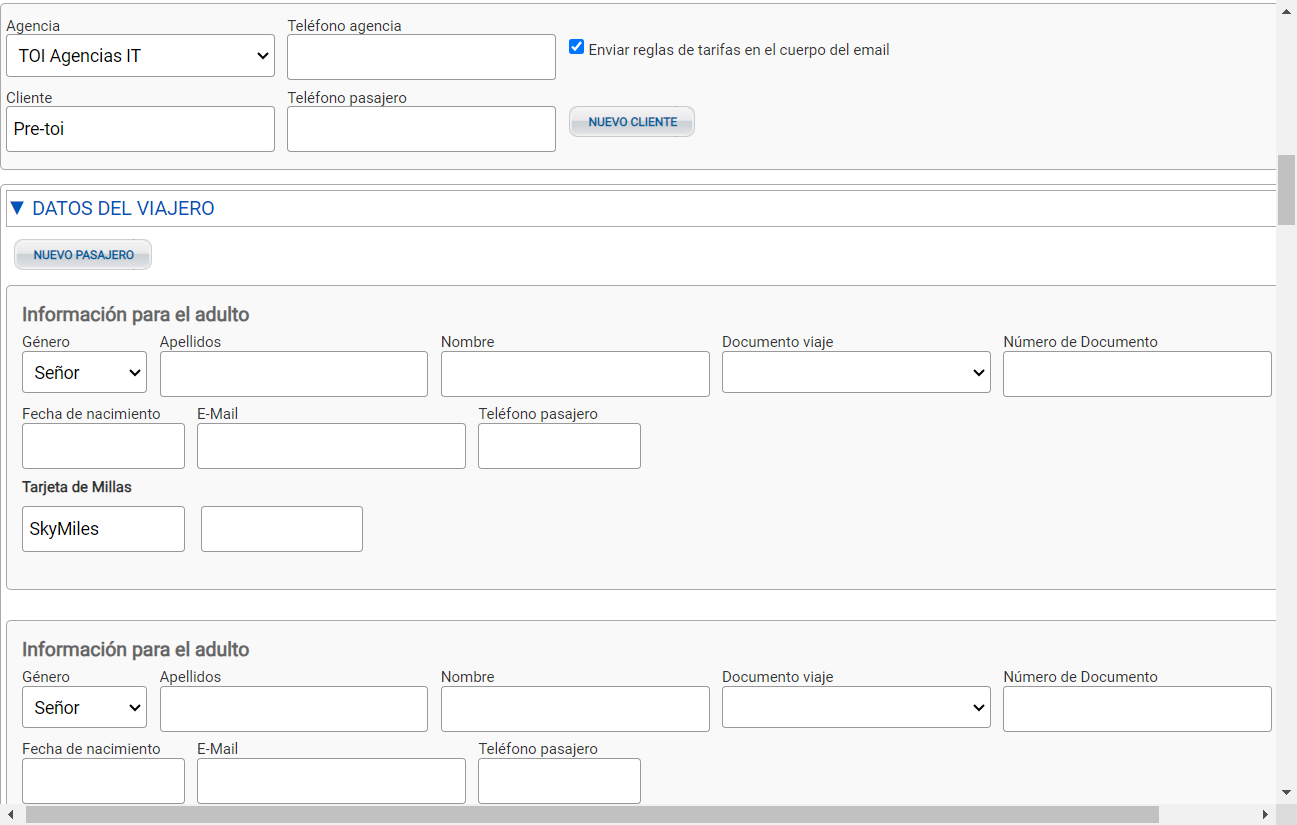 Agencia Teléfono agencia
TOI Agencias IT Enviar reglas de tarifas en el cuerpo del email
Cliente Teléfono pasajero
Pre-toi NUEVO CLIENTE
DATOS DEL VIAJERO
NUEVO PASAJERO
Información para el adulto
Género Apellidos Nombre Documento viaje Número de Documento
Señor
Fecha de nacimiento E-Mail Teléfono pasajero
Tarjeta de Millas
SkyMiles
Información para el adulto
Género Apellidos Nombre Documento viaje Número de Documento
Señor
Fecha de nacimiento E-Mail Teléfono pasajero